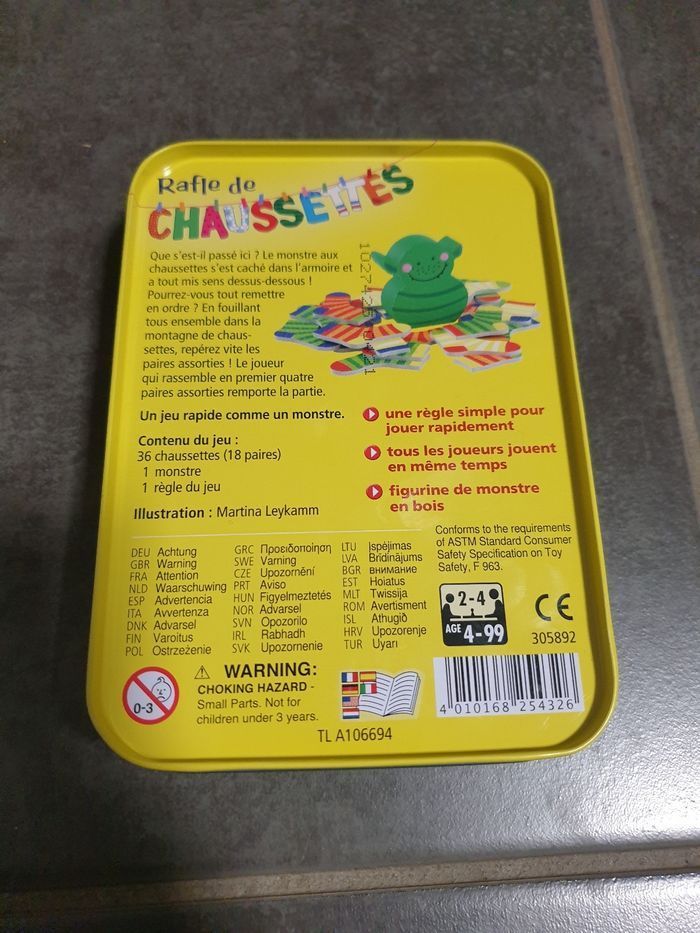 Rafle de
CHAUSSETTES
Que s'est-il passé ici ? Le monstre aux
chaussettes s'est caché dans l'armoire et
a tout mis sens dessus-dessous !
Pourrez-vous tout remettre
en ordre ? En fouillant
tous ensemble dans la
montagne de chaus-
settes, repérez vite les
paires assorties ! Le joueur
qui rassemble en premier quatre
paires assorties remporte la partie.
Un jeu rapide comme un monstre.
Contenu du jeu :
36 chaussettes (18 paires)
1 monstre
1 règle du jeu
Illustration : Martina Leykamm
une règle simple pour
jouer rapidement
tous les joueurs jouent
en même temps
figurine de monstre
en bois
Conforms to the requirements
of ASTM Standard Consumer
Safety Specification on Toy
Safety, F 963.
DEU Achtung
GBR Warning
FRA Attention
NLD Waarschuwing
ESP Advertencia
ITA Avvertenza
DNK Advarsel
FIN Varoitus
POL Ostrzeżenie
GRC Προειδοποίηση
SWE Varning
CZE Upozornění
PRT Aviso
HUN Figyelmeztetés
NOR Advarsel
SVN Opozorilo
IRL Rabhadh
SVK Upozornenie
LTU Įspėjimas
LVA Brīdinājums
BGR внимание
EST Hoiatus
MLT Twissija
ROM Avertisment
ISL Athugið
HRV Upozorenje
TUR Uyarı
2-4
AGE 4-99
CE
305892
0-3
WARNING:
CHOKING HAZARD -
Small Parts. Not for
children under 3 years.
4 010168 254326
TL A106694